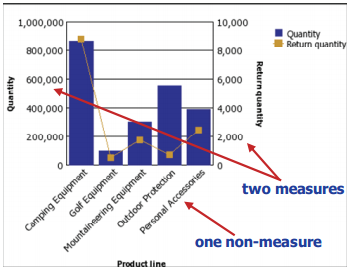 1,000,000
800,000
600,000
400,000
200,000
0
Quantity
10,000
8,000
6,000
4,000
2,000
0
Return quantity
Quantity
Return quantity
Camping Equipment
Golf Equipment
Mountaineering Equipment
Outdoor Protection
Personal Accessories
Product line
two measures
one non-measure